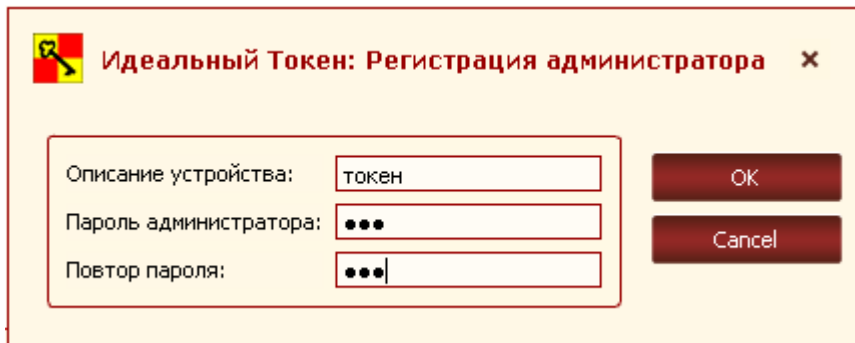 Идеальный Токен: Регистрация администратора
Описание устройства: токен
OK
Пароль администратора: ●●●
Cancel
Повтор пароля: ●●●